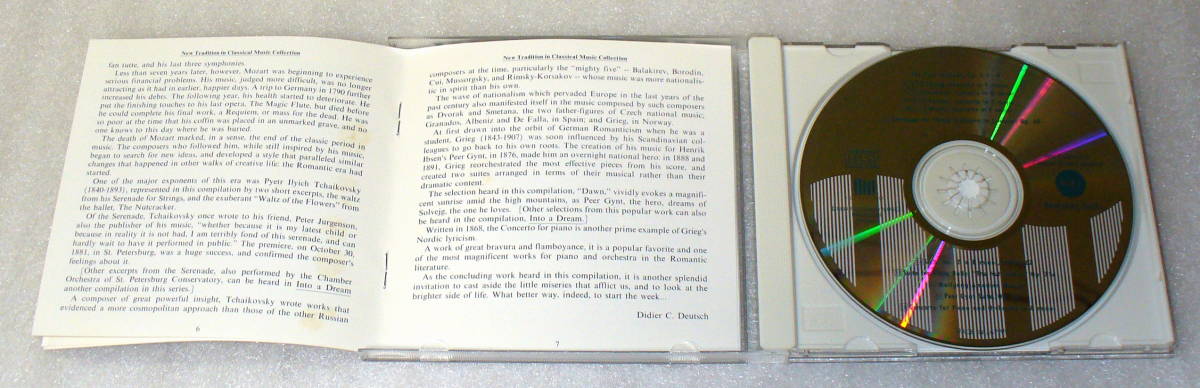 New Tradition in Classical Music Collection
fan tutte, and his last three symphonies.
Less than seven years later, however, Mozart was beginning to experience
serious financial problems. His music, judged more difficult, was no longer
attracting as it had in earlier, happier days. A trip to Germany in 1790 further
increased his debts. The following year, his health started to deteriorate. He
put the finishing touches to his last opera, The Magic Flute, but died before
he could complete his final work, a Requiem, or mass for the dead. He was
so poor at the time that his coffin was placed in an unmarked grave, and no
one knows to this day where he was buried.
The death of Mozart marked, in a sense, the end of the classic period in
music. The composers who followed him, while still inspired by his music,
began to search for new ideas, and developed a style that paralleled similar
changes that happened in other walks of creative life: the Romantic era had
started.
One of the major exponents of this era was Pyetr Ilyich Tchaikovsky
(1840-1893), represented in this compilation by two short excerpts, the waltz
from his Serenade for Strings, and the exuberant "Waltz of the Flowers" from
the ballet, The Nutcracker.
Of the Serenade, Tchaikovsky once wrote to his friend, Peter Jurgenson,
also the publisher of his music, "whether because it is my latest child or
because in reality it is not bad, I am terribly fond of this serenade, and can
hardly wait to have it performed in public." The premiere, on October 30,
1881, in St. Petersburg, was a huge success, and confirmed the composer's
feelings about it.
[Other excerpts from the Serenade, also performed by the Chamber
Orchestra of St. Petersburg Conservatory, can be heard in Into a Dream
another compilation in this series.]
A composer of great powerful insight, Tchaikovsky wrote works that
evidenced a more cosmopolitan approach than those of the other Russian
6
New Tradition in Classical Music Collection
composers at the time, particularly the "mighty five" -- Balakirev, Borodin,
Cui, Mussorgsky, and Rimsky-Korsakov -- whose music was more nationalis-
tic in spirit than his own.
The wave of nationalism which pervaded Europe in the last years of the
past century also manifested itself in the music composed by such composers
as Dvorak and Smetana, the two father-figures of Czech national music;
Granados, Albeniz and De Falla, in Spain; and Grieg, in Norway.
At first drawn into the orbit of German Romanticism when he was a
student, Grieg (1843-1907) was soon influenced by his Scandinavian col-
leagues to go back to his own roots. The creation of his music for Henrik
Ibsen's Peer Gynt, in 1876, made him an overnight national hero; in 1888 and
1891, Grieg reorchestrated the most effective pieces from his score, and
created two suites arranged in terms of their musical rather than their
dramatic content.
The selection heard in this compilation, "Dawn," vividly evokes a magnifi-
cent sunrise amid the high mountains, as Peer Gynt, the hero, dreams of
Solvejg, the one he loves. [Other selections from this popular work can also
be heard in the compilation, Into a Dream.]
Written in 1868, the Concerto for piano is another prime example of Grieg's
Nordic lyricism.
A work of great bravura and flamboyance, it is a popular favorite and one
of the most magnificent works for piano and orchestra in the Romantic
literature.
As the concluding work heard in this compilation, it is another splendid
invitation to cast aside the little miseries that afflict us, and to look at the
brighter side of life. What better way, indeed, to start the week...
Didier C. Deutsch
7